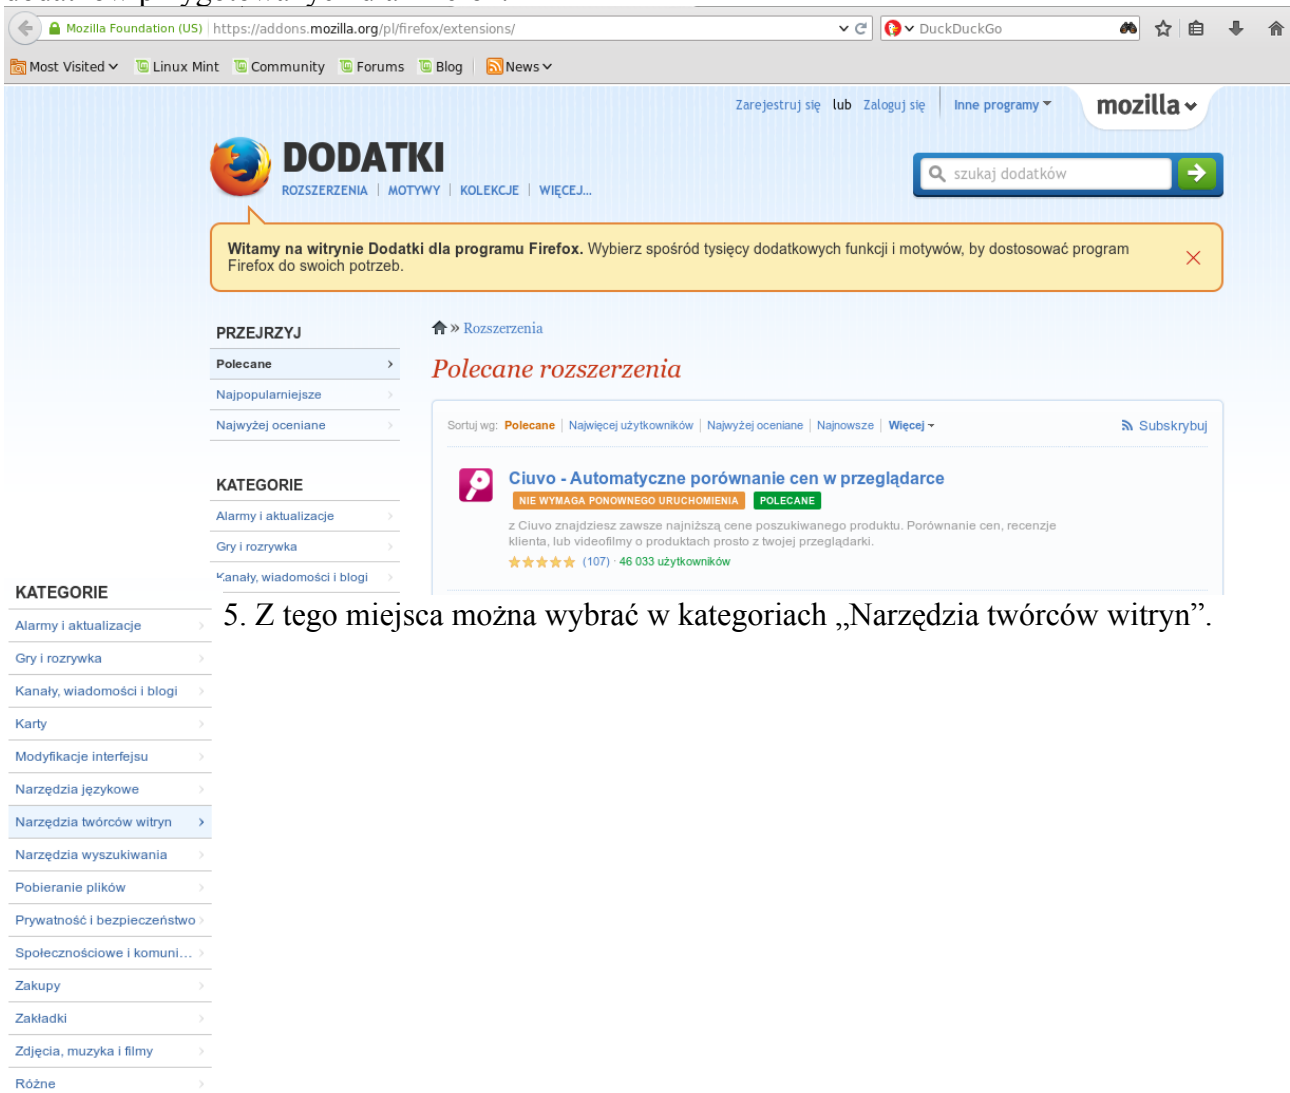 Mozilla Foundation (US) https://addons.mozilla.org/pl/firefox/extensions/ DuckDuckGo
Most Visited Linux Mint Community Forums Blog News
Zarejestruj się lub Zaloguj się Inne programy mozilla
DODATKI
ROZSZERZENIA | MOTYWY | KOLEKCJE | WIĘCEJ...
szukaj dodatków
Witamy na witrynie Dodatki dla programu Firefox. Wybierz spośród tysięcy dodatkowych funkcji i motywów, by dostosować program
Firefox do swoich potrzeb.
PRZEJRZYJ
Polecane
Najpopularniejsze
Najwyżej oceniane
KATEGORIE
Alarmy i aktualizacje
Gry i rozrywka
Kanały, wiadomości i blogi
» Rozszerzenia
Polecane rozszerzenia
Sortuj wg: Polecane | Najwięcej użytkowników | Najwyżej oceniane | Najnowsze | Więcej
Subskrybuj
Ciuvo - Automatyczne porównanie cen w przeglądarce
NIE WYMAGA PONOWNEGO URUCHOMIENIA POLECANE
z Ciuvo znajdziesz zawsze najniższą cene poszukiwanego produktu. Porównanie cen, recenzje
klienta, lub videofilmy o produktach prosto z twojej przeglądarki.
(107) · 46 033 użytkowników
5. Z tego miejsca można wybrać w kategoriach „Narzędzia twórców witryn”.
KATEGORIE
Alarmy i aktualizacje
Gry i rozrywka
Kanały, wiadomości i blogi
Karty
Modyfikacje interfejsu
Narzędzia językowe
Narzędzia twórców witryn
Narzędzia wyszukiwania
Pobieranie plików
Prywatność i bezpieczeństwo
Społecznościowe i komuni...
Zakupy
Zakładki
Zdjęcia, muzyka i filmy
Różne